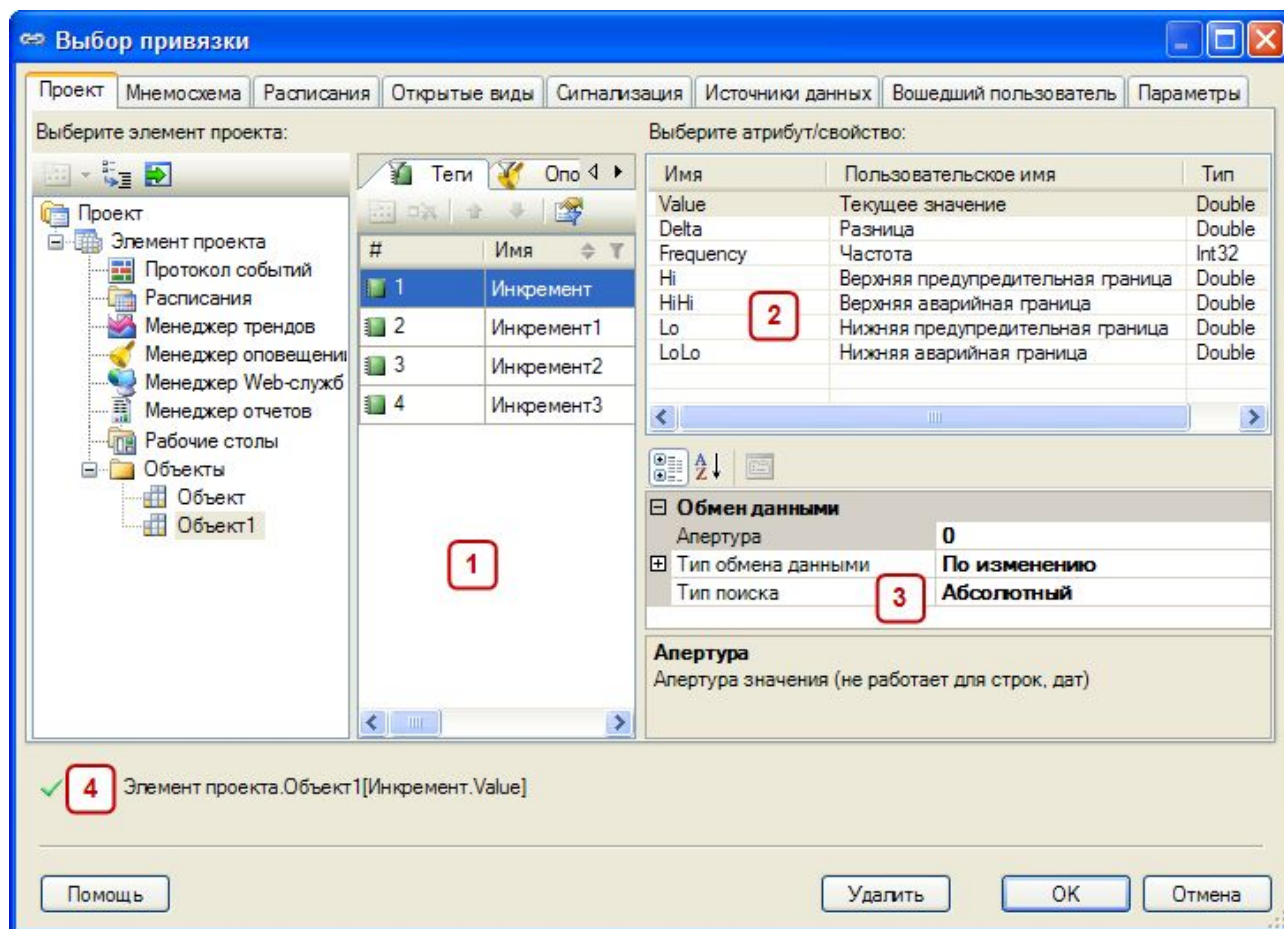 Выбор привязки
Проект Мнемосхема Расписания Открытые виды Сигнализация Источники данных Вошедший пользователь Параметры
Выберите элемент проекта:
Проект
Элемент проекта
Протокол событий
Расписания
Менеджер трендов
Менеджер оповещени
Менеджер Web-служб
Менеджер отчетов
Рабочие столы
Объекты
Объект
Объект1
Теги Опо
# Имя
1 Инкремент
2 Инкремент1
3 Инкремент2
4 Инкремент3
1
Выберите атрибут/свойство:
Имя Пользовательское имя Тип
Value Текущее значение Double
Delta Разница Double
Frequency Частота Int32
Hi Верхняя предупредительная граница Double
HiHi Верхняя аварийная граница Double
Lo Нижняя предупредительная граница Double
LoLo Нижняя аварийная граница Double
2
Обмен данными
Апертура 0
Тип обмена данными По изменению
Тип поиска Абсолютный
3
Апертура
Апертура значения (не работает для строк, дат)
4 Элемент проекта.Объект1[Инкремент.Value]
Помощь Удалить OK Отмена